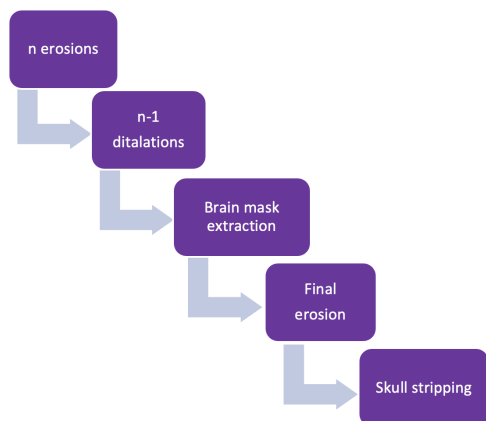 n erosions
n-1
ditalations
Brain mask
extraction
Final
erosion
Skull stripping